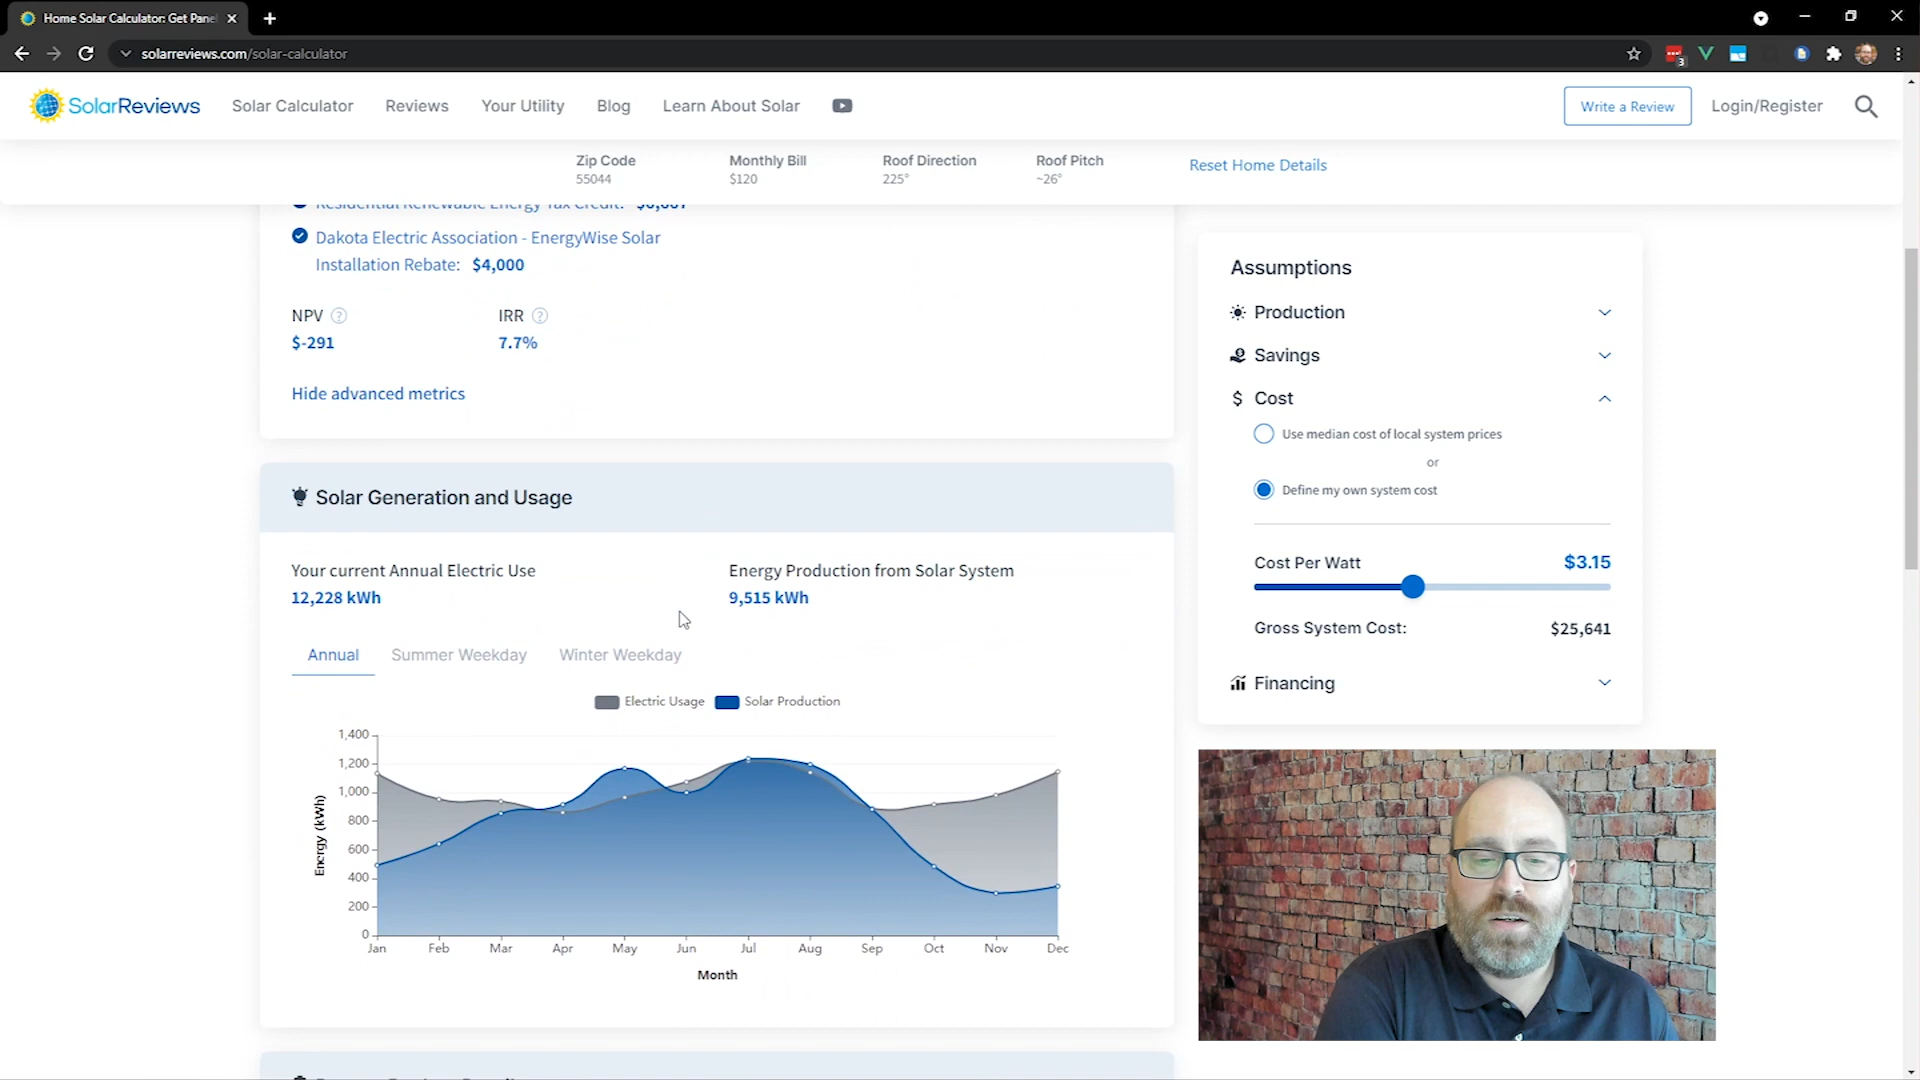 Home Solar Calculator: Get Pane
solarreviews.com/solar-calculator
3
SolarReviews
Solar Calculator
Reviews
Your Utility
Blog
Learn About Solar
Write a Review
Login/Register
Zip Code
55044
Monthly Bill
$120
Roof Direction
225°
Roof Pitch
~26°
Reset Home Details
Residential Renewable Energy Tax Credit:
Dakota Electric Association - EnergyWise Solar
Installation Rebate: $4,000
NPV ?
$-291
IRR ?
7.7%
Hide advanced metrics
Solar Generation and Usage
Your current Annual Electric Use
12,228 kWh
Energy Production from Solar System
9,515 kWh
Annual
Summer Weekday
Winter Weekday
Electric Usage
Solar Production
1,400
1,200
1,000
800
600
400
200
0
Energy (kWh)
Jan
Feb
Mar
Apr
May
Jun
Jul
Aug
Sep
Oct
Nov
Dec
Month
Assumptions
Production
Savings
$ Cost
Use median cost of local system prices
or
Define my own system cost
Cost Per Watt
$3.15
Gross System Cost:
$25,641
Financing